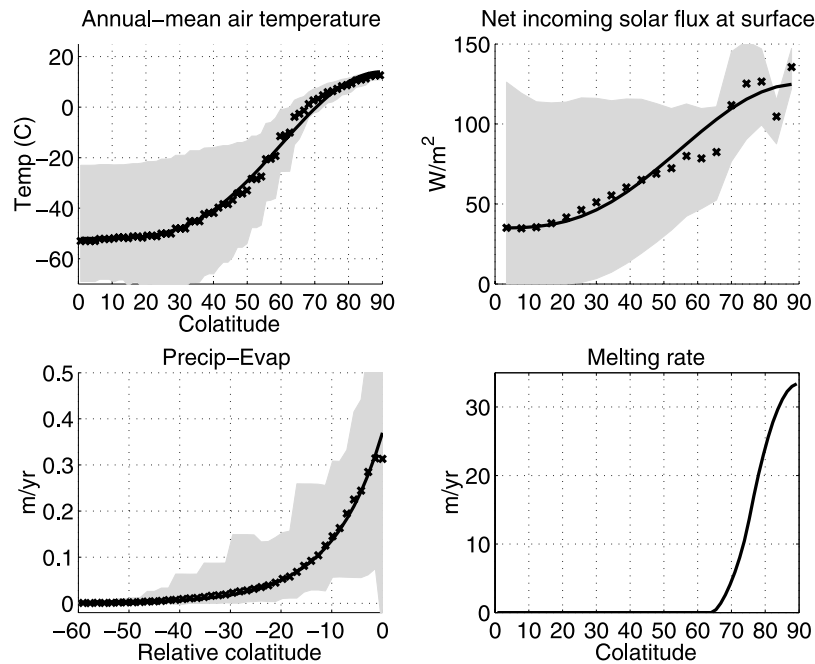 Annual−mean air temperature
Temp (C)
20
0
−20
−40
−60
0 10 20 30 40 50 60 70 80 90
Colatitude
Net incoming solar flux at surface
W/m2
150
100
50
0
0 10 20 30 40 50 60 70 80 90
Precip−Evap
m/yr
0.5
0.4
0.3
0.2
0.1
0
−60 −50 −40 −30 −20 −10 0
Relative colatitude
Melting rate
m/yr
30
20
10
0
0 10 20 30 40 50 60 70 80 90
Colatitude